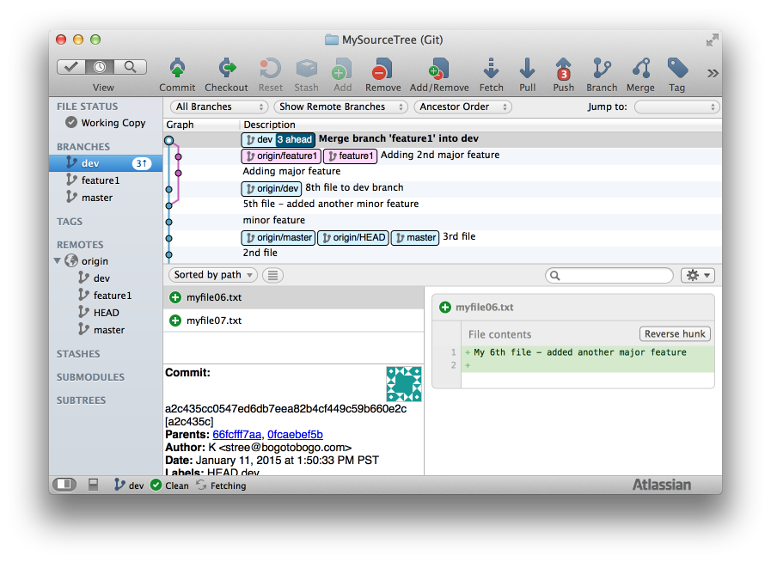 MySourceTree (Git)
View Commit Checkout Reset Stash Add Remove Add/Remove Fetch Pull 3 Push Branch Merge Tag
FILE STATUS
Working Copy
BRANCHES
dev 3↑
feature1
master
TAGS
REMOTES
origin
dev
feature1
HEAD
master
STASHES
SUBMODULES
SUBTREES
All Branches Show Remote Branches Ancestor Order Jump to:
Graph Description
dev 3 ahead Merge branch 'feature1' into dev
origin/feature1 feature1 Adding 2nd major feature
Adding major feature
origin/dev 8th file to dev branch
5th file - added another minor feature
minor feature
origin/master origin/HEAD master 3rd file
2nd file
Sorted by path
myfile06.txt
myfile07.txt
Commit:
a2c435cc0547ed6db7eea82b4cf449c59b660e2c
[a2c435c]
Parents: 66fcfff7aa, 0fcaebef5b
Author: K <stree@bogotobogo.com>
Date: January 11, 2015 at 1:50:33 PM PST
Labels: HEAD dev
myfile06.txt
File contents Reverse hunk
1 + My 6th file - added another major feature
2 +
dev Clean Fetching
Atlassian